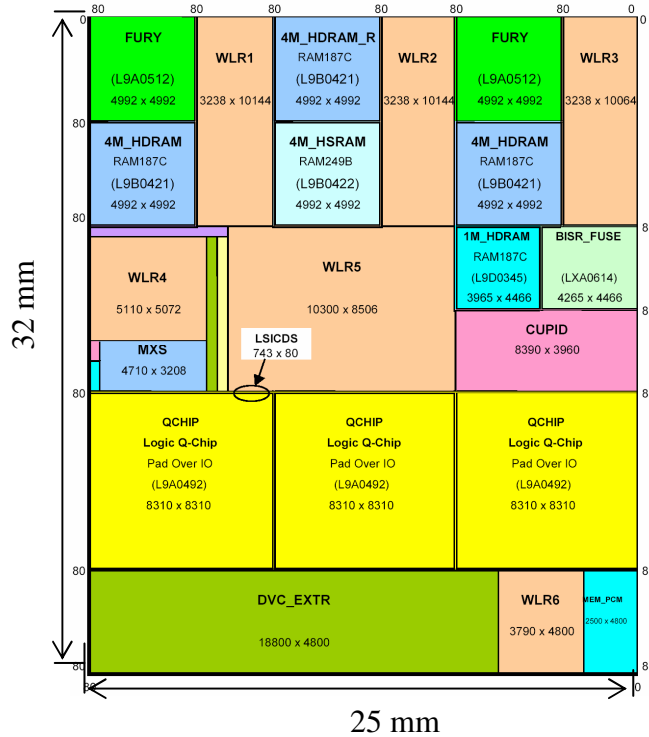 80 80 80 80 80 80 0
0
FURY
(L9A0512)
4992 x 4992
WLR1
3238 x 10144
4M_HDRAM_R
RAM187C
(L9B0421)
4992 x 4992
WLR2
3238 x 10144
FURY
(L9A0512)
4992 x 4992
WLR3
3238 x 10064
80
4M_HDRAM
RAM187C
(L9B0421)
4992 x 4992
4M_HSRAM
RAM249B
(L9B0422)
4992 x 4992
4M_HDRAM
RAM187C
(L9B0421)
4992 x 4992
80
WLR4
5110 x 5072
MXS
4710 x 3208
WLR5
10300 x 8506
LSICDS
743 x 80
1M_HDRAM
RAM187C
(L9D0345)
3965 x 4466
BISR_FUSE
(LXA0614)
4265 x 4466
CUPID
8390 x 3960
80
QCHIP
Logic Q-Chip
Pad Over IO
(L9A0492)
8310 x 8310
QCHIP
Logic Q-Chip
Pad Over IO
(L9A0492)
8310 x 8310
QCHIP
Logic Q-Chip
Pad Over IO
(L9A0492)
8310 x 8310
80
DVC_EXTR
18800 x 4800
WLR6
3790 x 4800
MEM_PCM
2500 x 4800
80
0
32 mm
25 mm